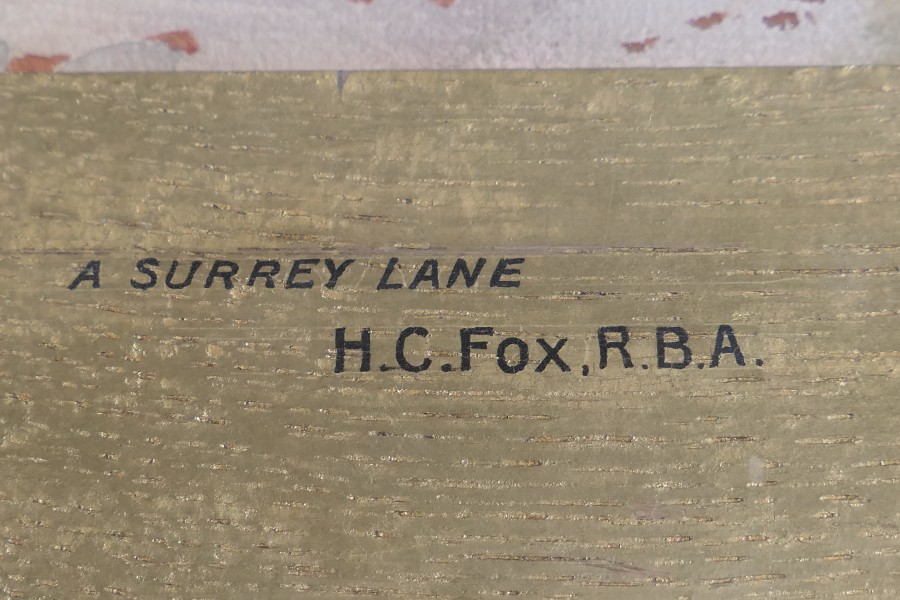 A SURREY LANE
H.C.FOX, R.B.A.